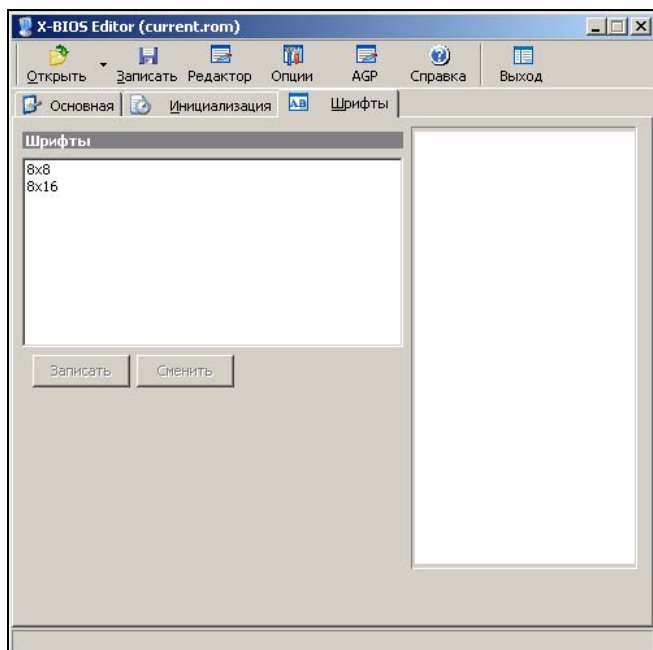 X-BIOS Editor (current.rom)
Открыть Записать Редактор Опции AGP Справка Выход
Основная Инициализация AB Шрифты
Шрифты
8x8
8x16
Записать Сменить